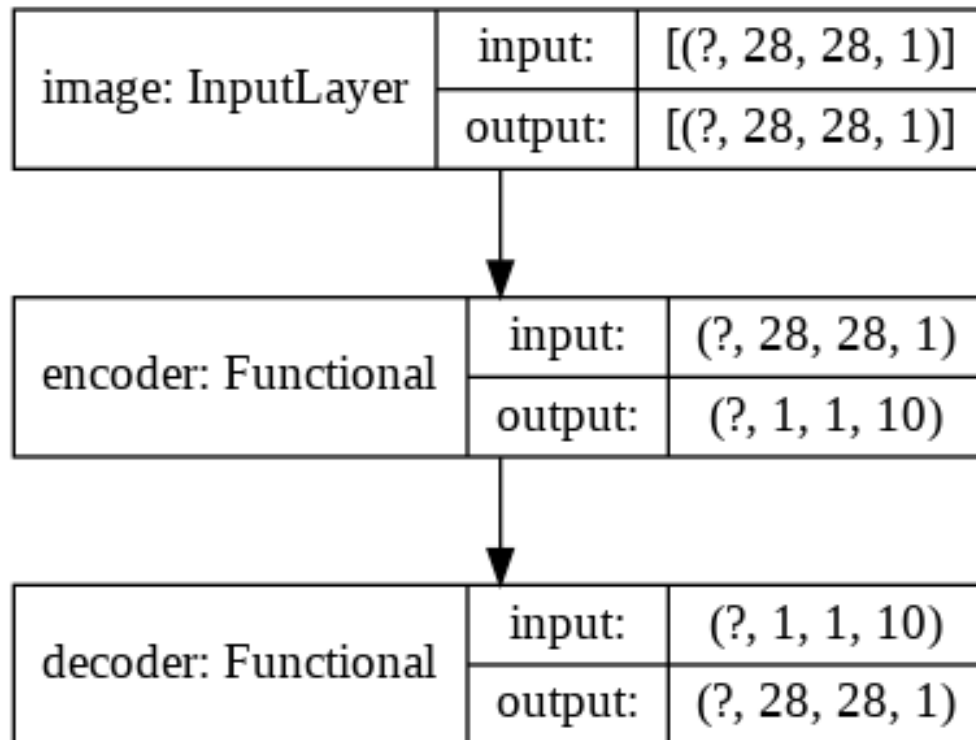 image: InputLayer
input: [(?, 28, 28, 1)]
output: [(?, 28, 28, 1)]
encoder: Functional
input: (?, 28, 28, 1)
output: (?, 1, 1, 10)
decoder: Functional
input: (?, 1, 1, 10)
output: (?, 28, 28, 1)